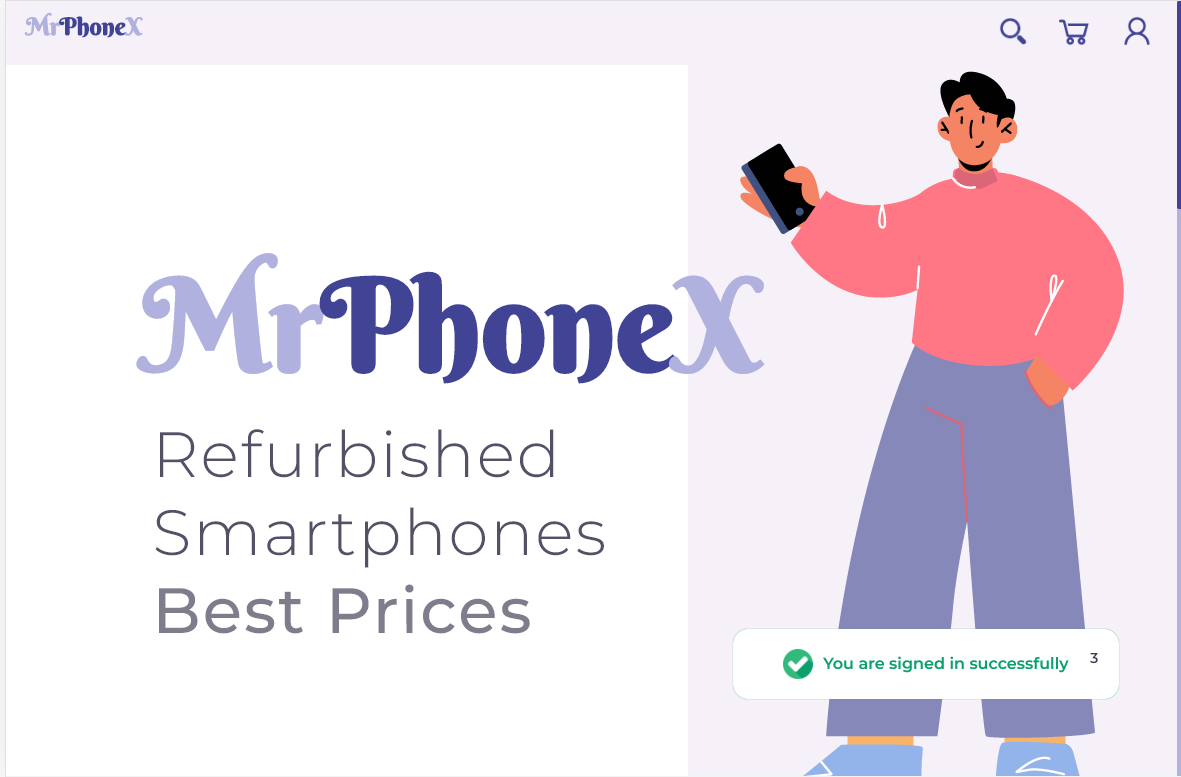 MrPhoneX
MrPhoneX
Refurbished
Smartphones
Best Prices
You are signed in successfully 3